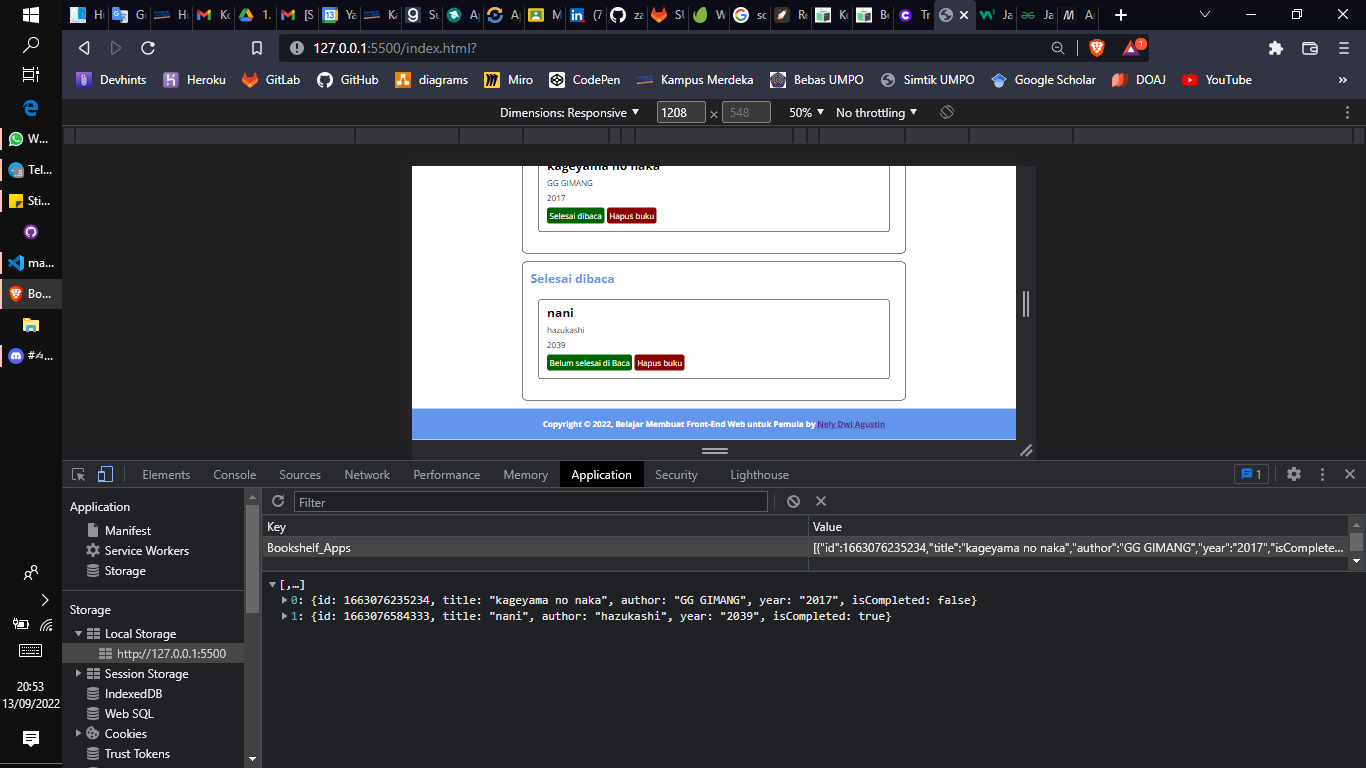 1.
[S
Ya
Ka
(7
za
SU
W
sc
Re
Tr
Ja
Ja
127.0.0.1:5500/index.html?
1
Devhints
Heroku
GitLab
GitHub
diagrams
Miro
CodePen
Kampus Merdeka
Bebas UMPO
Simtik UMPO
Google Scholar
DOAJ
YouTube
»
Dimensions: Responsive
1208
×
548
50%
No throttling
W...
Tel...
Sti...
ma...
Bo...
kageyama no naka
GG GIMANG
2017
Selesai dibaca Hapus buku
Selesai dibaca
nani
hazukashi
2039
Belum selesai di Baca Hapus buku
Copyright © 2022, Belajar Membuat Front-End Web untuk Pemula by Nely Dwi Agustin
Elements Console Sources Network Performance Memory Application Security Lighthouse 1
Application
Manifest
Service Workers
Storage
Storage
Local Storage
http://127.0.0.1:5500
Session Storage
IndexedDB
Web SQL
Cookies
Trust Tokens
Filter
Key Value
Bookshelf_Apps [{"id":1663076235234,"title":"kageyama no naka","author":"GG GIMANG","year":"2017","isComplete...
[,…]
0: {id: 1663076235234, title: "kageyama no naka", author: "GG GIMANG", year: "2017", isCompleted: false}
1: {id: 1663076584333, title: "nani", author: "hazukashi", year: "2039", isCompleted: true}
20:53
13/09/2022